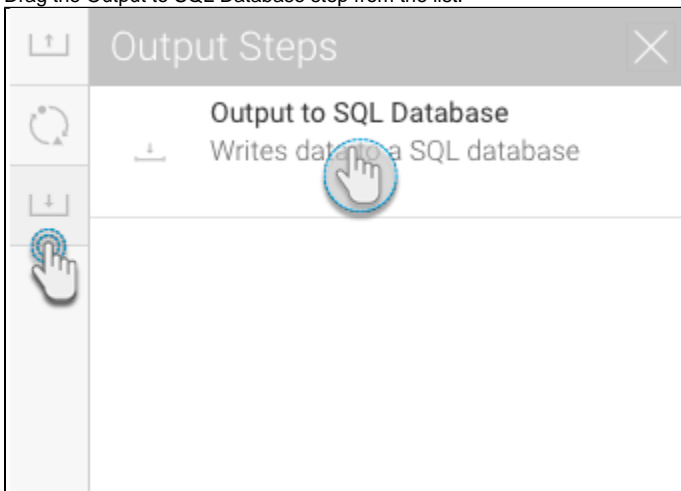 Drag the Output to SQL Database step from the list.
Output Steps
Output to SQL Database
Writes data to a SQL database